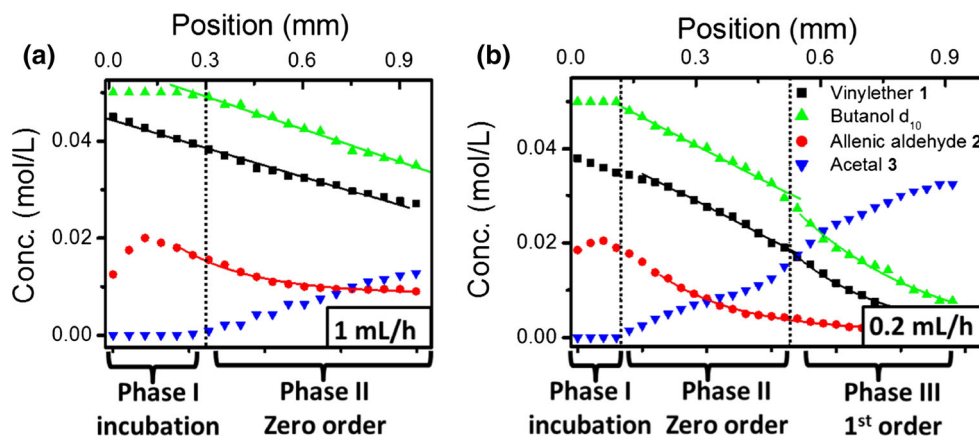 (a)
Position (mm)
0.0 0.3 0.6 0.9
Conc. (mol/L)
0.04
0.02
0.00
1 mL/h
Phase I
incubation
Phase II
Zero order
(b)
Position (mm)
0.0 0.3 0.6 0.9
Vinylether 1
Butanol d10
Allenic aldehyde 2
Acetal 3
Conc. (mol/L)
0.04
0.02
0.00
0.2 mL/h
Phase I
incubation
Phase II
Zero order
Phase III
1st order